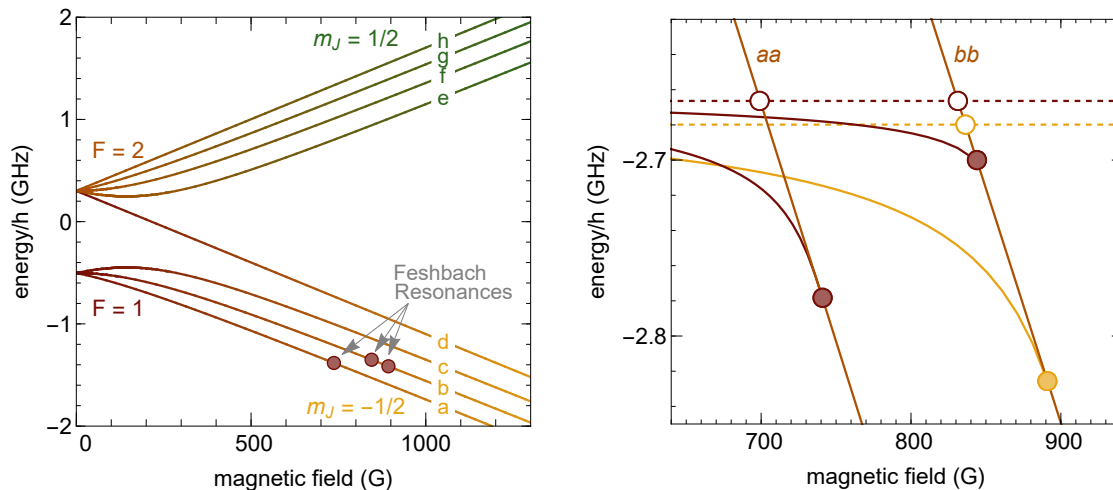 2
1
0
−1
−2
0
500
1000
energy/h (GHz)
magnetic field (G)
m_J = 1/2
h
g
f
e
F = 2
F = 1
Feshbach
Resonances
d
c
b
a
m_J = −1/2
aa
bb
−2.7
−2.8
700
800
900
energy/h (GHz)
magnetic field (G)